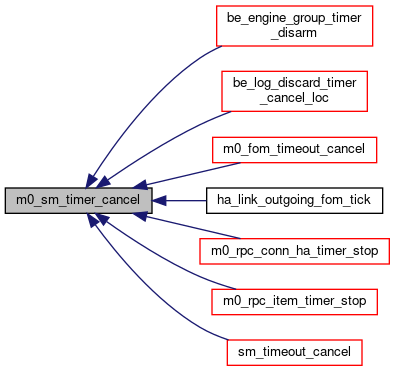 be_engine_group_timer
_disarm
be_log_discard_timer
_cancel_loc
m0_fom_timeout_cancel
m0_sm_timer_cancel
ha_link_outgoing_fom_tick
m0_rpc_conn_ha_timer_stop
m0_rpc_item_timer_stop
sm_timeout_cancel